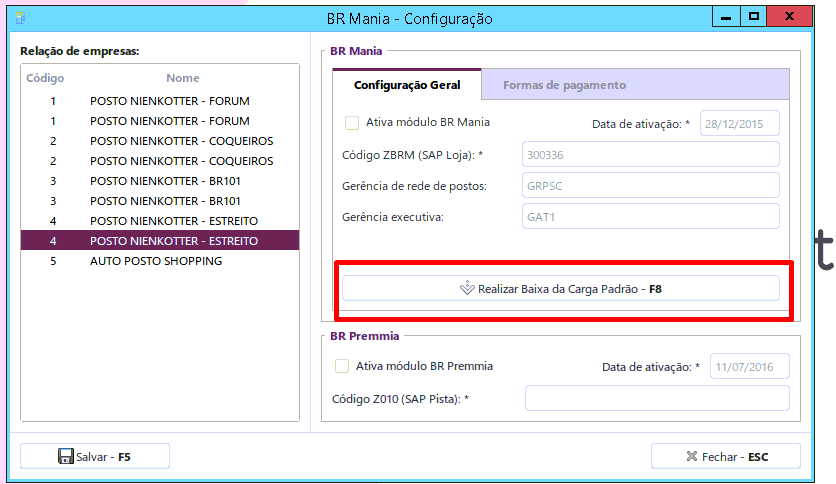 BR Mania - Configuração
Relação de empresas:
Código Nome
1 POSTO NIENKOTTER - FORUM
1 POSTO NIENKOTTER - FORUM
2 POSTO NIENKOTTER - COQUEIROS
2 POSTO NIENKOTTER - COQUEIROS
3 POSTO NIENKOTTER - BR101
3 POSTO NIENKOTTER - BR101
4 POSTO NIENKOTTER - ESTREITO
4 POSTO NIENKOTTER - ESTREITO
5 AUTO POSTO SHOPPING
BR Mania
Configuração Geral Formas de pagamento
Ativa módulo BR Mania Data de ativação: * 28/12/2015
Código ZBRM (SAP Loja): * 300336
Gerência de rede de postos: GRPSC
Gerência executiva: GAT1
Realizar Baixa da Carga Padrão - F8
BR Premmia
Ativa módulo BR Premmia Data de ativação: * 11/07/2016
Código Z010 (SAP Pista): *
Salvar - F5 Fechar - ESC
t